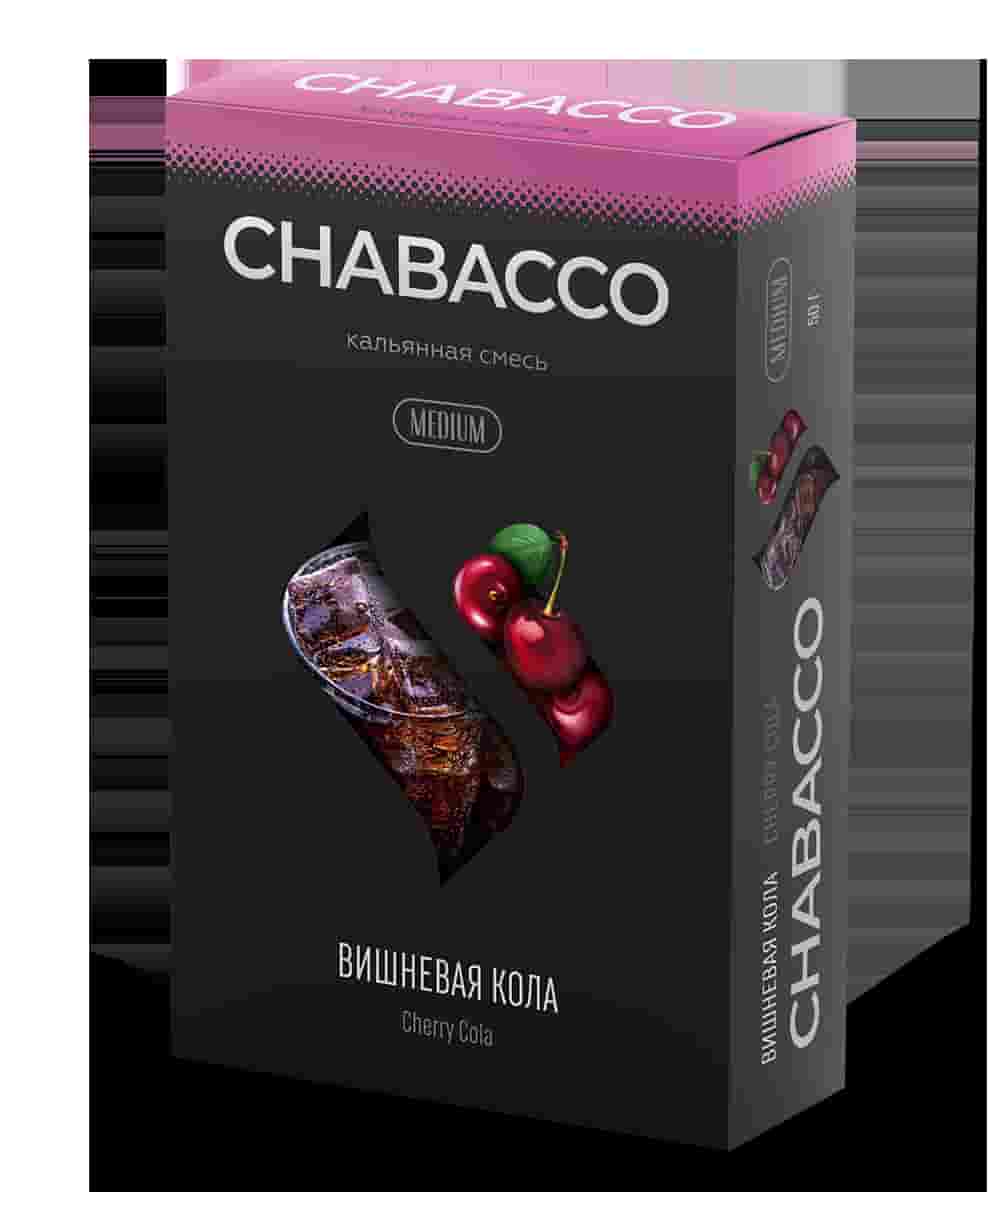 CHABACCO
CHABACCO
кальянная смесь
MEDIUM
ВИШНЕВАЯ КОЛА
Cherry Cola
MEDIUM
50 г
ВИШНЕВАЯ КОЛА CHERRY COLA
CHABACCO